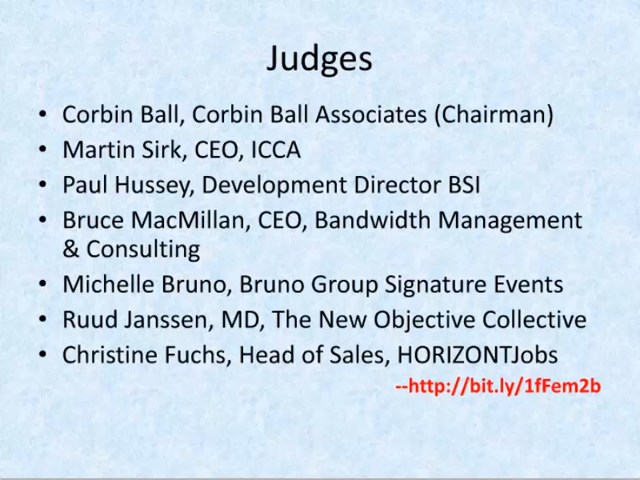 Judges
• Corbin Ball, Corbin Ball Associates (Chairman)
• Martin Sirk, CEO, ICCA
• Paul Hussey, Development Director BSI
• Bruce MacMillan, CEO, Bandwidth Management
& Consulting
• Michelle Bruno, Bruno Group Signature Events
• Ruud Janssen, MD, The New Objective Collective
• Christine Fuchs, Head of Sales, HORIZONTJobs
--http://bit.ly/1fFem2b